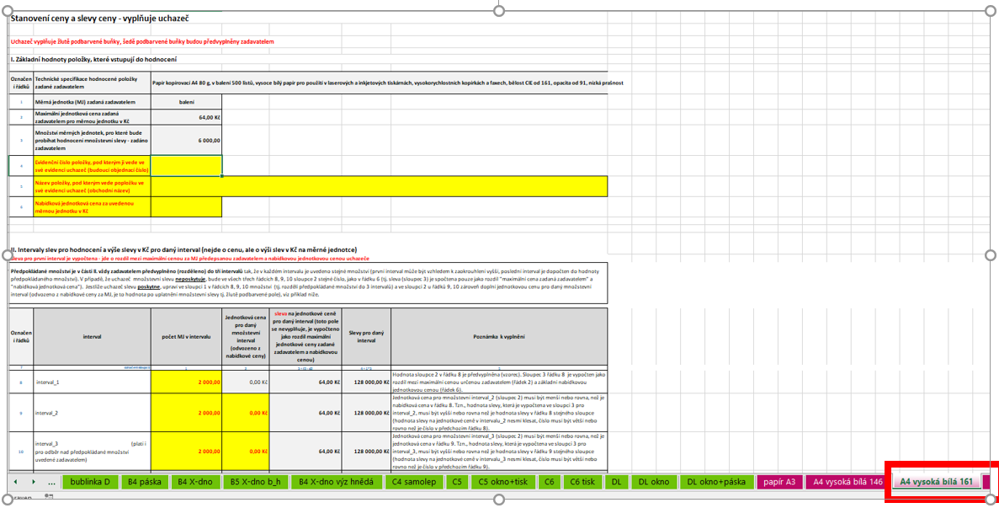 Stanovení ceny a slevy ceny - vyplňuje uchazeč
Uchazeč vyplňuje žlutě podbarvené buňky, šedě podbarvené buňky budou předvyplněny zadavatelem
I. Základní hodnoty položky, které vstupují do hodnocení
Označen
í řádků
Technické specifikace hodnocené položky
zadané zadavatelem
Papír kopírovací A4 80 g, v balení 500 listů, vysoce bílý papír pro použití v laserových a inkjetových tiskárnách, vysokorychlostních kopírkách a faxech, bělost CIE od 161, opacita od 91, nízká prašnost
1
Měrná jednotka (MJ) zadaná zadavatelem
balení
2
Maximální jednotková cena zadaná
zadavatelem pro měrnou jednotku v Kč
64,00 Kč
3
Množství měrných jednotek, pro které bude
probíhat hodnocení množstevní slevy - zadáno
zadavatelem
6 000,00
4
Evidenční číslo položky, pod kterým ji vede ve
své evidenci uchazeč (budoucí objednací číslo)
5
Název položky, pod kterým vede popložku ve
své evidenci uchazeč (obchodní název)
6
Nabídková jednotková cena za uvedenou
měrnou jednotku v Kč
II. Intervaly slev pro hodnocení a výše slevy v Kč pro daný interval (nejde o cenu, ale o výši slev v Kč na měrné jednotce)
sleva pro první interval je vypočtena - jde o rozdíl mezi maximální cenou za MJ předepsanou zadavatelem a nabídkovou jednotkovou cenou uchazeče
Předpokládané množství je v části II. vždy zadavatelem předvyplněno (rozděleno) do tří intervalů tak, že v každém intervalu je uvedeno stejné množství (první interval může být vzhledem k zaokrouhlení vyšší, poslední interval je dopočten do hodnoty
předpokládaného množství). V případě, že uchazeč množstevní slevu neposkytuje, bude ve všech třech řádcích 8, 9, 10 sloupce 2 stejné číslo, jako v řádku 6 (tj. sleva (sloupec 3) je spočtena pouze jako rozdíl "maximální cena zadaná zadavatelem" a
"nabídková jednotková cena"). Jestliže uchazeč slevu poskytne, upraví ve sloupci 1 v řádcích 8, 9, 10 množství (tj. rozdělí předpokládané množství do 3 intervalů) a ve sloupci 2 u řádků 9, 10 zároveň doplní jednotkovou cenu pro daný množstevní
interval (odvozeno z nabídkové ceny za MJ, je to hodnota po uplatnění množstevní slevy (tj. žlutě podbarvené pole), viz příklad níže.
Označen
í řádků
interval
počet MJ v intervalu
Jednotková cena
pro daný
množstevní
interval
(odvozeno z
nabídkové ceny)
sleva na jednotkové ceně
pro daný interval (toto pole
se nevyplňuje, je vypočteno
jako rozdíl maximální
jednotkové ceny zadané
zadavatelem a nabídkovou
cenou)
Slevy pro daný
interval
Poznámka k vyplnění
8
interval_1
2 000,00
0,00 Kč
64,00 Kč
128 000,00 Kč
Hodnota sloupce 2 v řádku 8 je předvyplněna (vzorec). Sloupec 3 řádku 8 je vypočten jako
rozdíl mezi maximální cenou určenou zadavatelem (řádek 2) a základní nabídkovou
jednotkovou cenou (řádek 6).
9
interval_2
2 000,00
0,00 Kč
64,00 Kč
128 000,00 Kč
Jednotková cena pro množstevní interval_2 (sloupec 2) musí být menší nebo rovna, než je
nabídková cena v řádku 8. Tzn., hodnota slevy, která je vypočtena ve sloupci 3 pro
interval_2, musí být vyšší nebo rovna než je hodnota slevy v řádku 8 stejného sloupce
(hodnota slevy na jednotkové ceně v intervalu_2 nesmí klesat, číslo musí být větší nebo
rovno než je číslo v předchozím řádku 8).
10
interval_3 (platí i
pro odběr nad předpokládané množství
uvedené zadavatelem)
2 000,00
0,00 Kč
64,00 Kč
128 000,00 Kč
Jednotková cena pro množstevní interval_3 (sloupec 2) musí být menší nebo rovna, než je
jednotková cena v řádku 9. Tzn., hodnota slevy, která je vypočtena ve sloupci 3 pro
interval_3, musí být vyšší nebo rovna než je hodnota slevy v řádku 9 stejného sloupce
(hodnota slevy na jednotkové ceně v intervalu_3 nesmí klesat, číslo musí být větší nebo
rovno než je číslo v předchozím řádku 9).
... bublinka D B4 páska B4 X-dno B5 X-dno b_h B4 X-dno výz hnědá C4 samolep C5 C5 okno+tisk C6 C6 tisk DL DL okno DL okno+páska papír A3 A4 vysoká bílá 146 A4 vysoká bílá 161